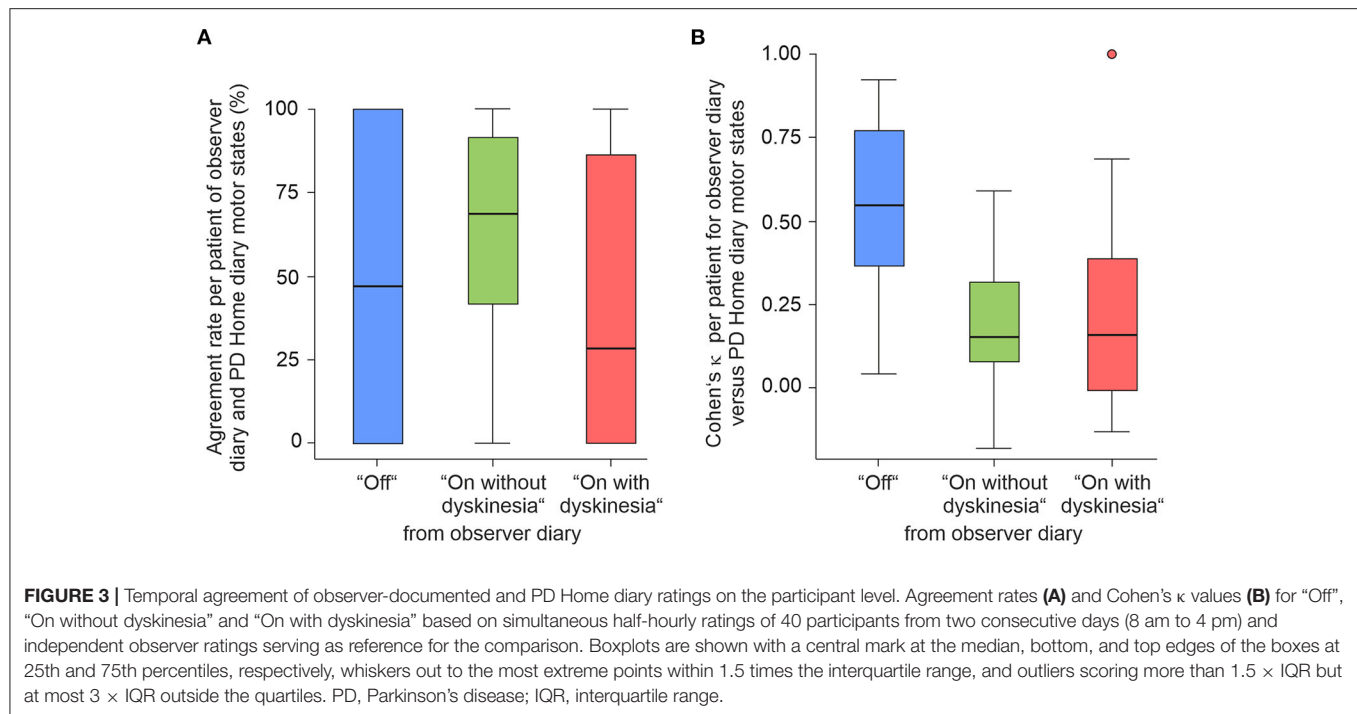 A
Agreement rate per patient of observer
diary and PD Home diary motor states (%)
100
75
50
25
0
“Off“
“On without
dyskinesia“
“On with
dyskinesia“
from observer diary
B
Cohen‘s κ per patient for observer diary
versus PD Home diary motor states
1.00
0.75
0.50
0.25
0.00
“Off“
“On without
dyskinesia“
“On with
dyskinesia“
from observer diary
FIGURE 3 | Temporal agreement of observer-documented and PD Home diary ratings on the participant level. Agreement rates (A) and Cohen’s κ values (B) for “Off”,
“On without dyskinesia” and “On with dyskinesia” based on simultaneous half-hourly ratings of 40 participants from two consecutive days (8 am to 4 pm) and
independent observer ratings serving as reference for the comparison. Boxplots are shown with a central mark at the median, bottom, and top edges of the boxes at
25th and 75th percentiles, respectively, whiskers out to the most extreme points within 1.5 times the interquartile range, and outliers scoring more than 1.5 × IQR but
at most 3 × IQR outside the quartiles. PD, Parkinson’s disease; IQR, interquartile range.